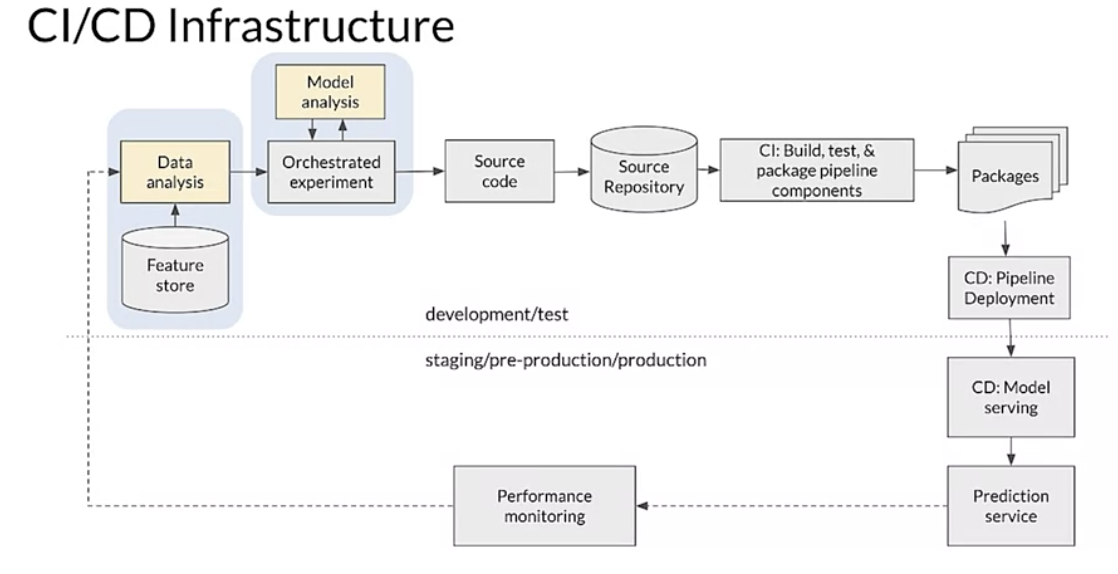 CI/CD Infrastructure
Model
analysis
Data
analysis
Orchestrated
experiment
Source
code
Source
Repository
CI: Build, test, &
package pipeline
components
Packages
Feature
store
CD: Pipeline
Deployment
development/test
staging/pre-production/production
CD: Model
serving
Performance
monitoring
Prediction
service